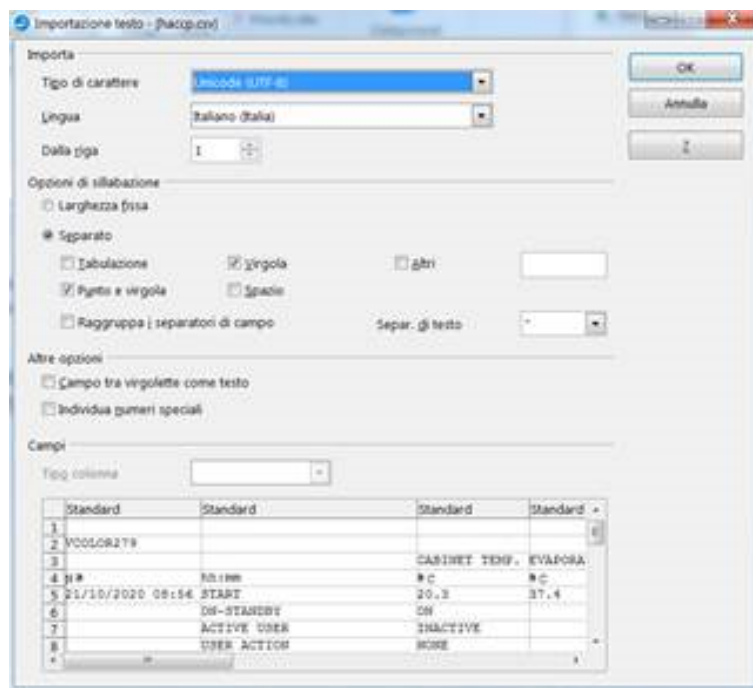 Importazione testo - [haccp.csv]
Importa
Tipo di carattere Unicode (UTF-8)
Lingua Italiano (Italia)
Dalla riga 1
OK
Annulla
?
Opzioni di sillabazione
Larghezza fissa
Separato
Tabulazione Virgola Altri
Punto e virgola Spazio
Raggruppa i separatori di campo Separ. di testo "
Altre opzioni
Campo tra virgolette come testo
Individua numeri speciali
Campi
Tipo colonna
Standard Standard Standard Standard
1
2 VCOLOR279
3 CABINET TEMP. EVAPORA
4 hh:mm C C
5 21/10/2020 08:56 START 20.3 37.4
6 ON-STANDBY ON
7 ACTIVE USER INACTIVE
8 USER ACTION NONE